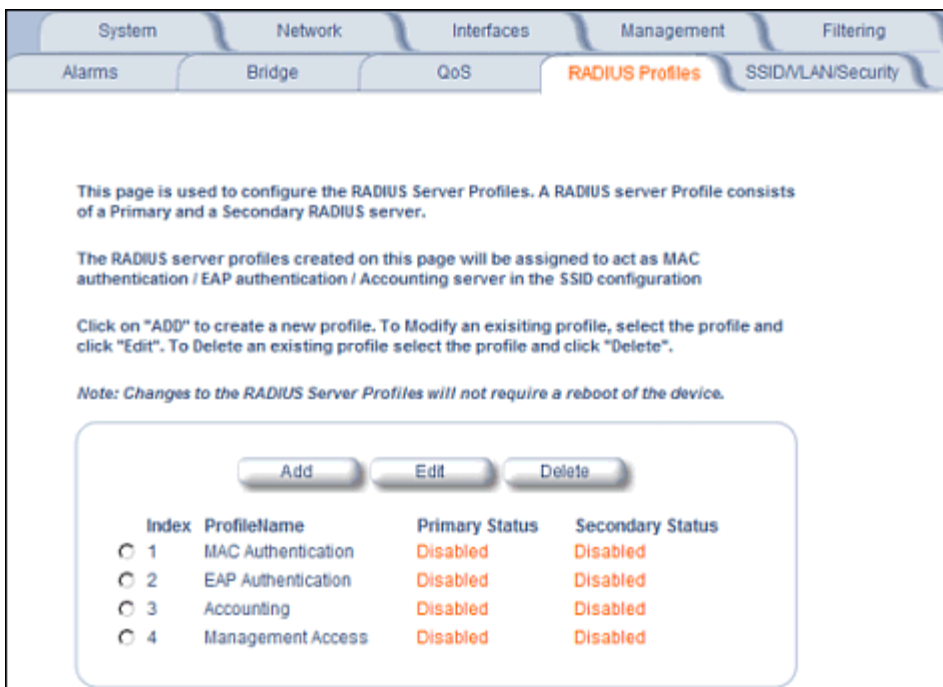 System Network Interfaces Management Filtering
Alarms Bridge QoS RADIUS Profiles SSID/VLAN/Security
This page is used to configure the RADIUS Server Profiles. A RADIUS server Profile consists
of a Primary and a Secondary RADIUS server.
The RADIUS server profiles created on this page will be assigned to act as MAC
authentication / EAP authentication / Accounting server in the SSID configuration
Click on "ADD" to create a new profile. To Modify an exisiting profile, select the profile and
click "Edit". To Delete an existing profile select the profile and click "Delete".
Note: Changes to the RADIUS Server Profiles will not require a reboot of the device.
Add Edit Delete
Index ProfileName Primary Status Secondary Status
1 MAC Authentication Disabled Disabled
2 EAP Authentication Disabled Disabled
3 Accounting Disabled Disabled
4 Management Access Disabled Disabled